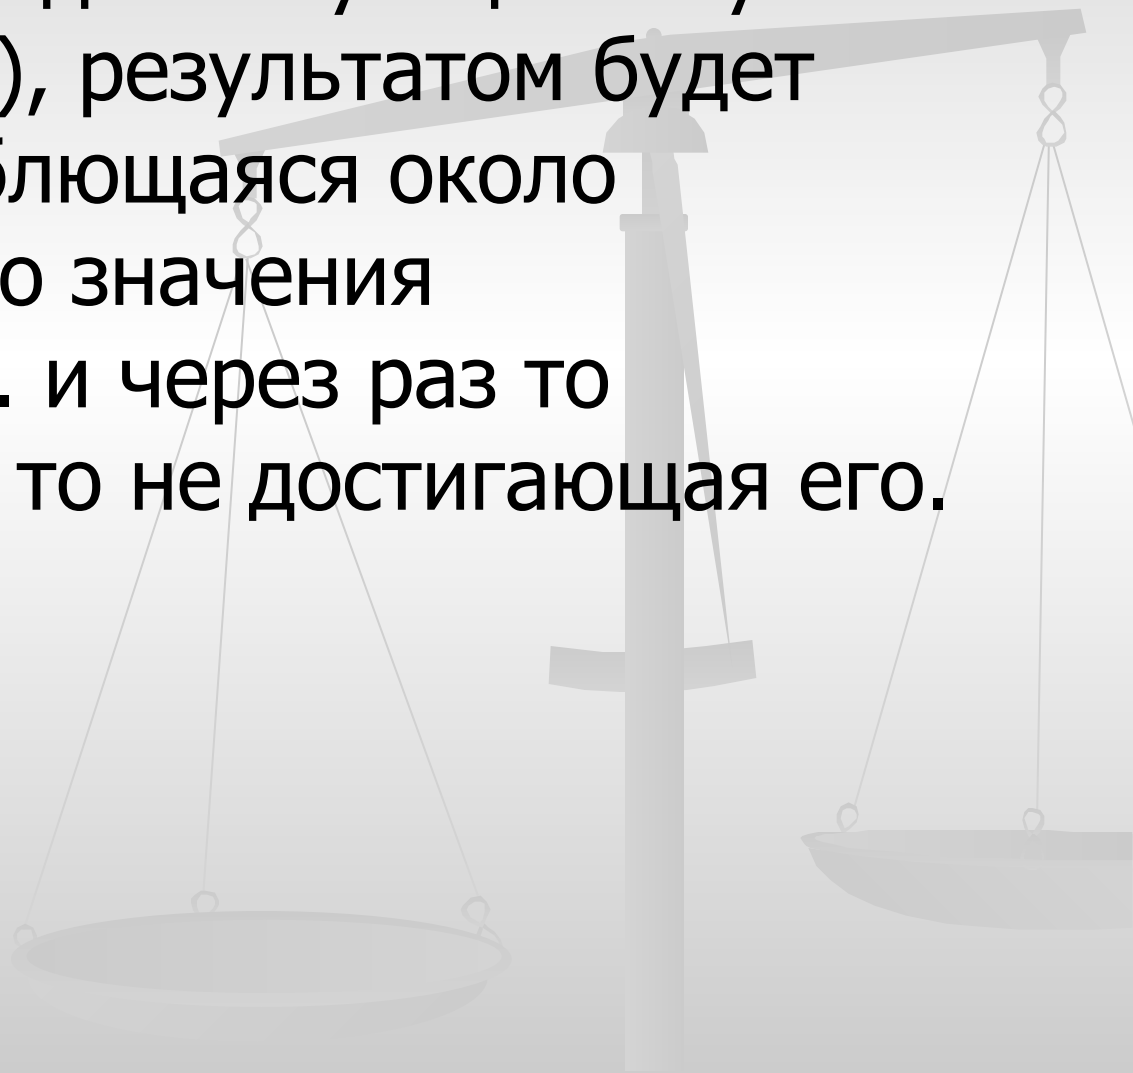 ), результатом будет
блющаяся около
о значения
. и через раз то
то не достигающая его.